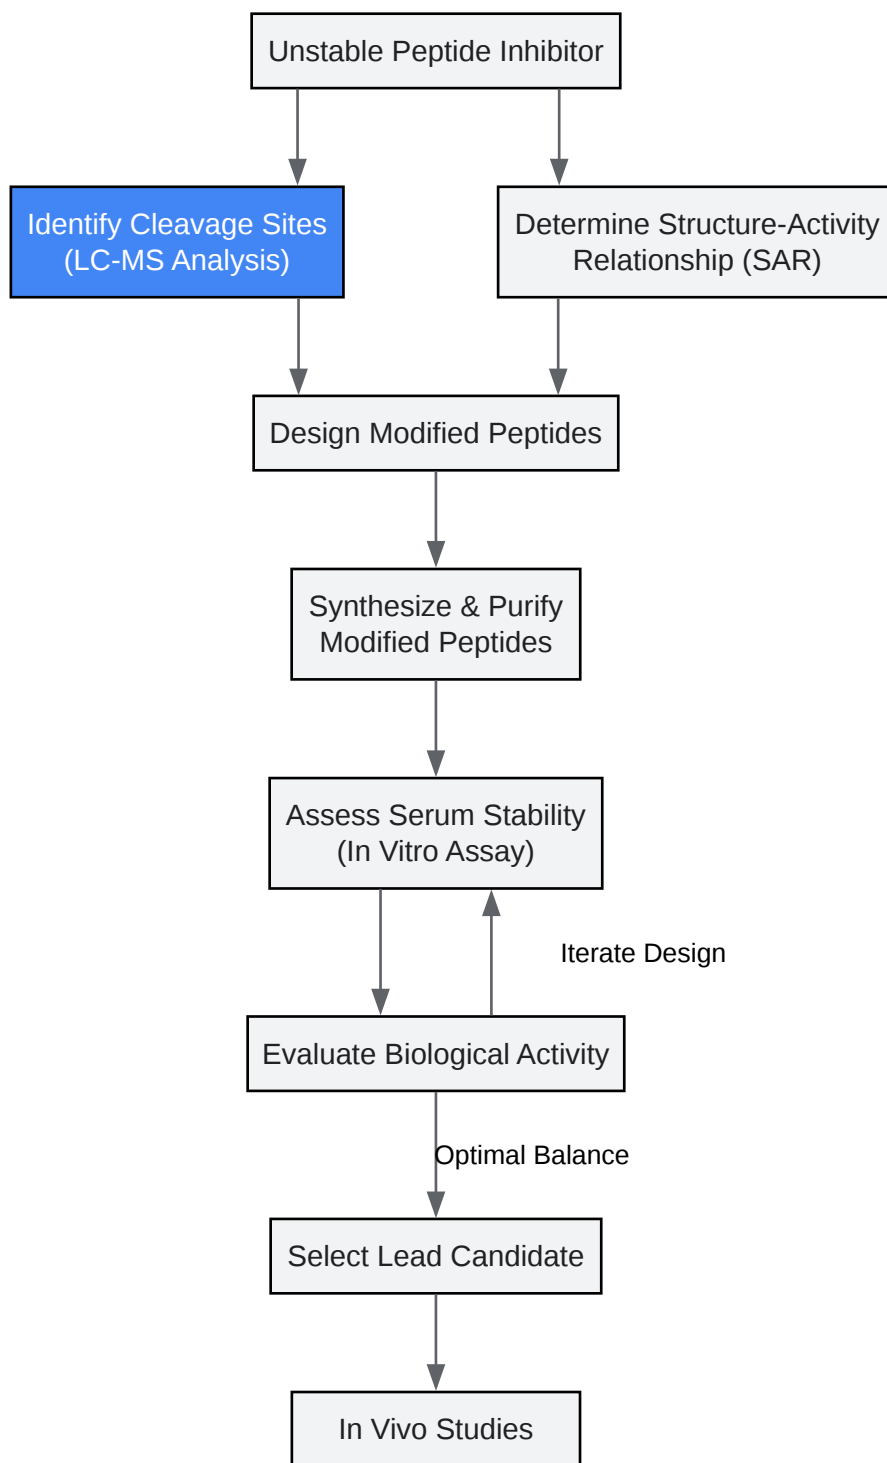 Unstable Peptide Inhibitor
Identify Cleavage Sites
(LC-MS Analysis)
Determine Structure-Activity
Relationship (SAR)
Design Modified Peptides
Synthesize & Purify
Modified Peptides
Assess Serum Stability
(In Vitro Assay)
Iterate Design
Evaluate Biological Activity
Optimal Balance
Select Lead Candidate
In Vivo Studies